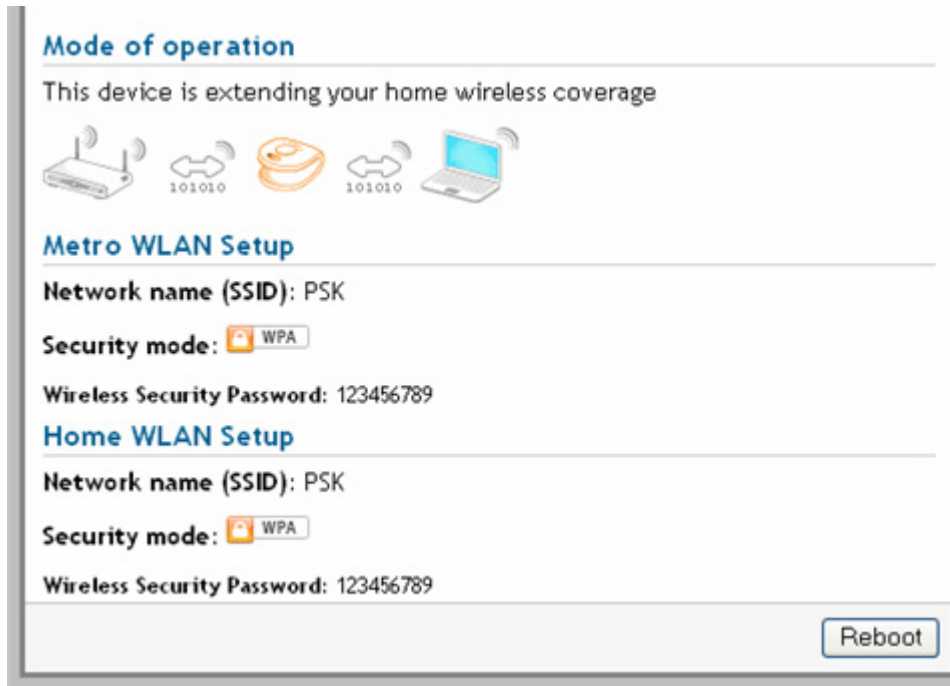 Mode of operation
This device is extending your home wireless coverage
101010 101010
Metro WLAN Setup
Network name (SSID): PSK
Security mode: WPA
Wireless Security Password: 123456789
Home WLAN Setup
Network name (SSID): PSK
Security mode: WPA
Wireless Security Password: 123456789
Reboot